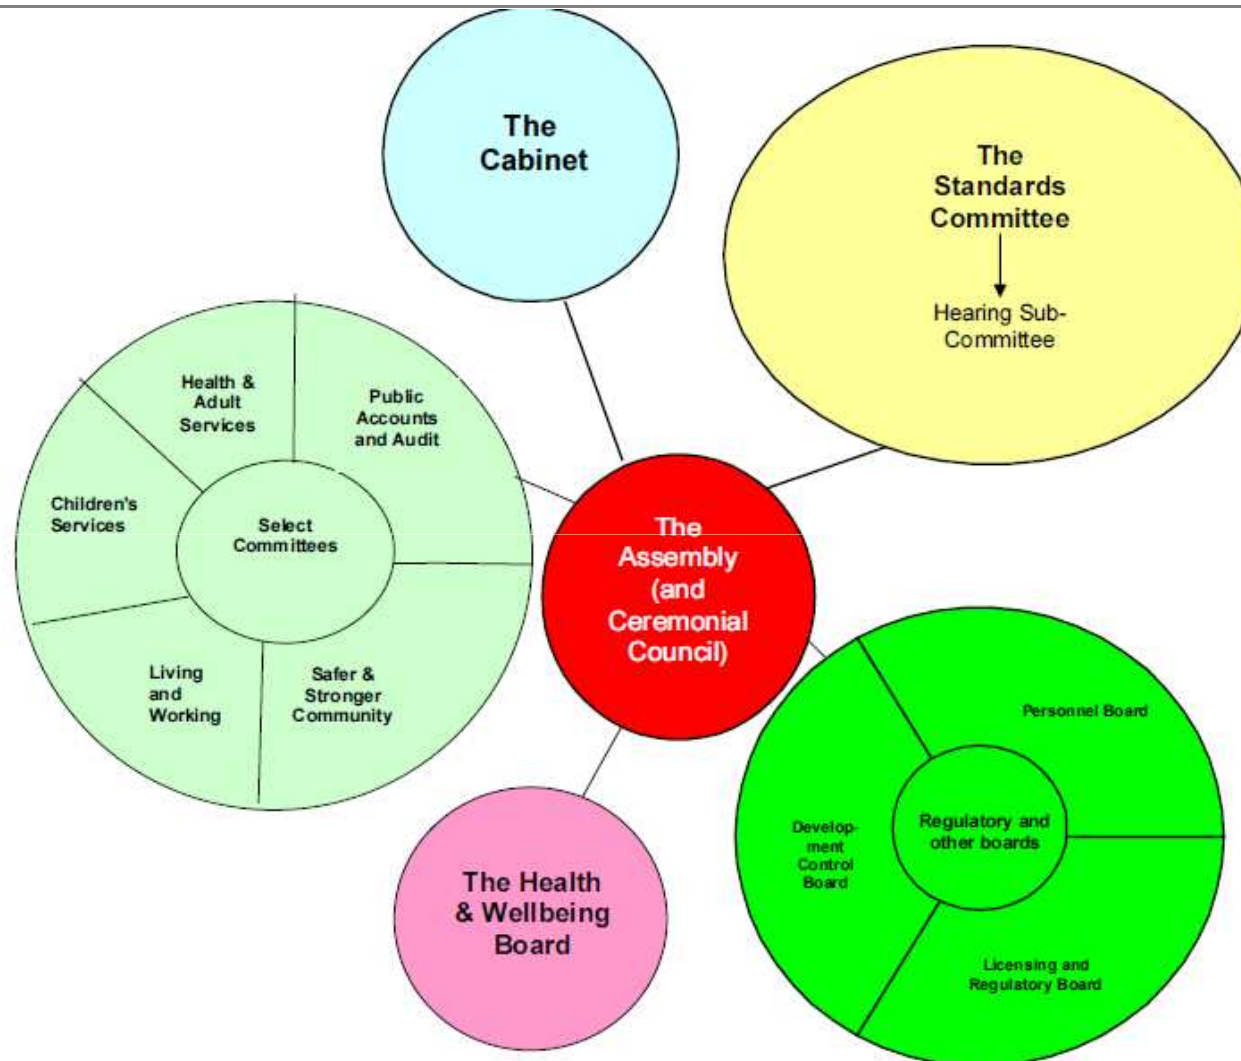 The
Cabinet
The
Standards
Committee
Hearing Sub-
Committee
Health &
Adult
Services
Public
Accounts
and Audit
Children's
Services
Select
Committees
Living
and
Working
Safer &
Stronger
Community
The
Assembly
(and
Ceremonial
Council)
Personnel Board
Develop-
ment
Control
Board
Regulatory and
other boards
Licensing and
Regulatory Board
The Health
& Wellbeing
Board